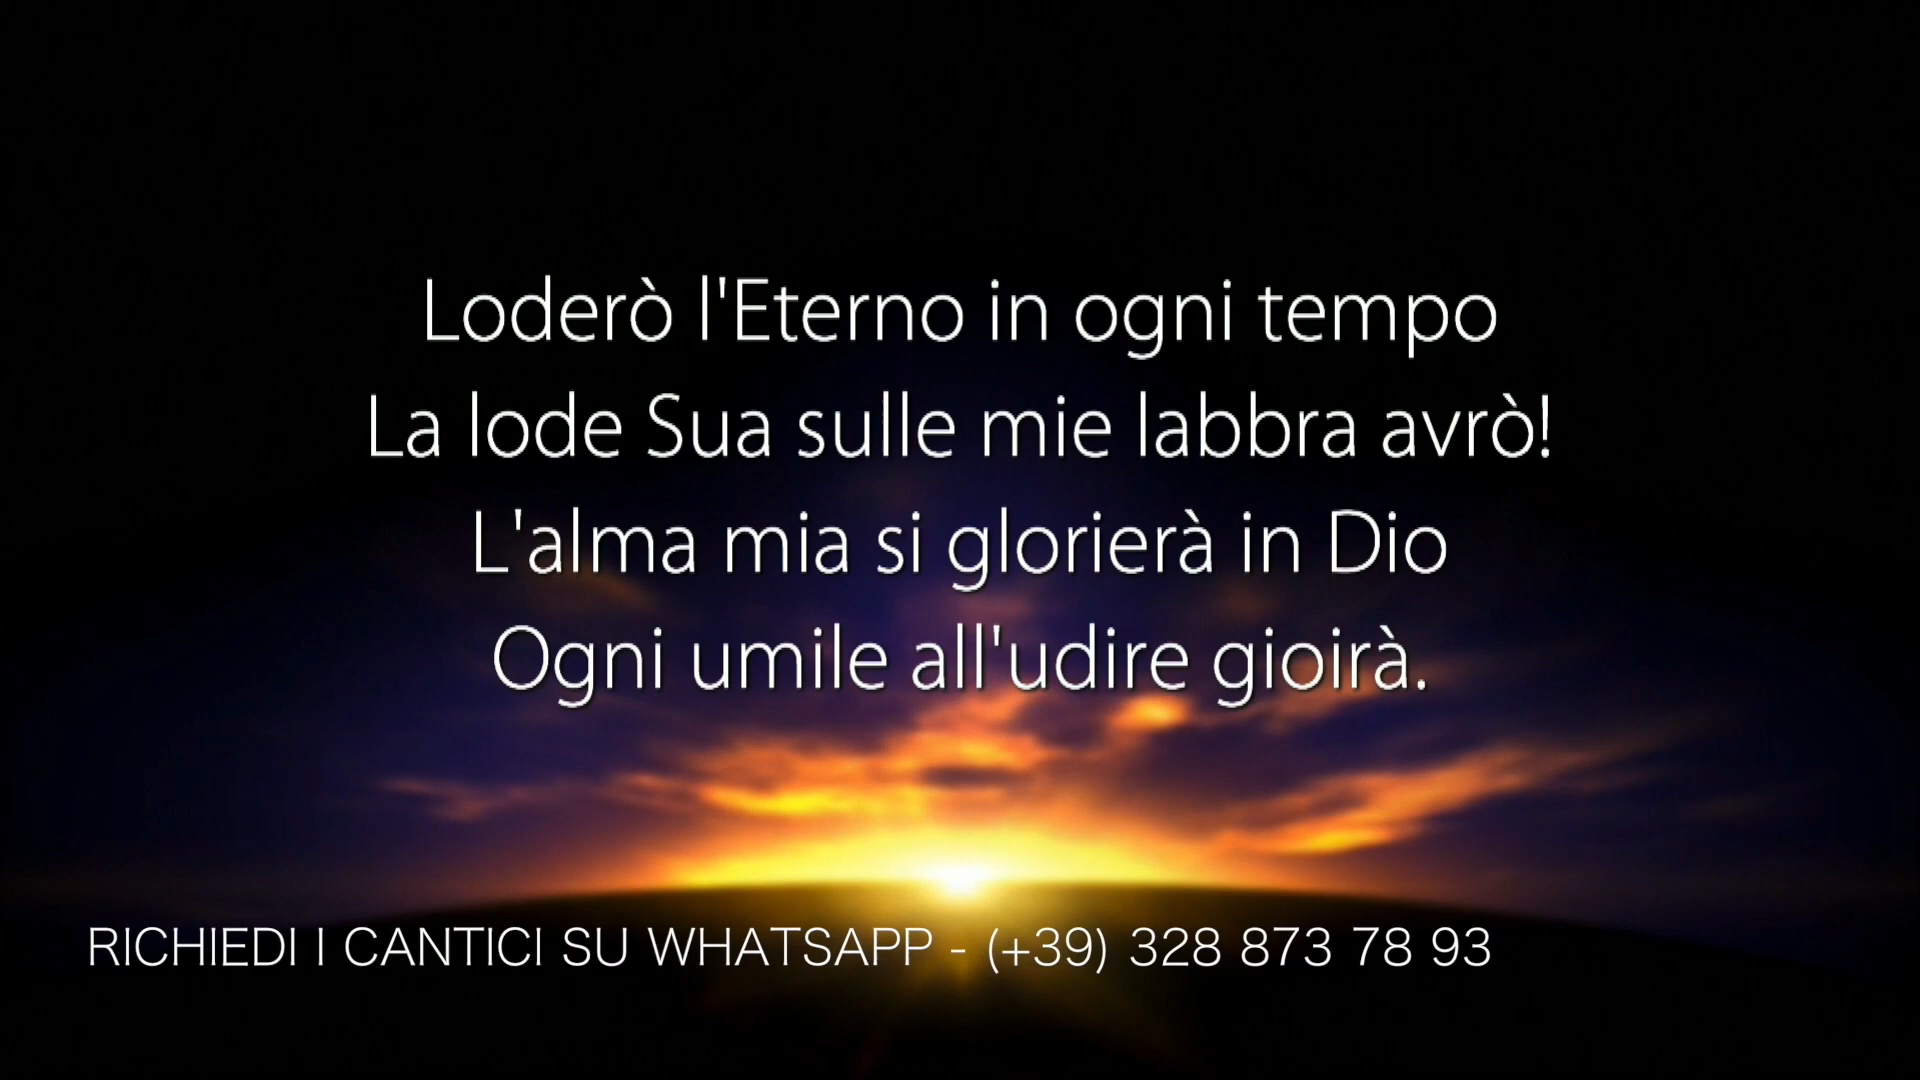 Loderò l'Eterno in ogni tempo
La lode Sua sulle mie labbra avrò!
L'alma mia si glorierà in Dio
Ogni umile all'udire gioirà.
RICHIEDI I CANTICI SU WHATSAPP - (+39) 328 873 78 93